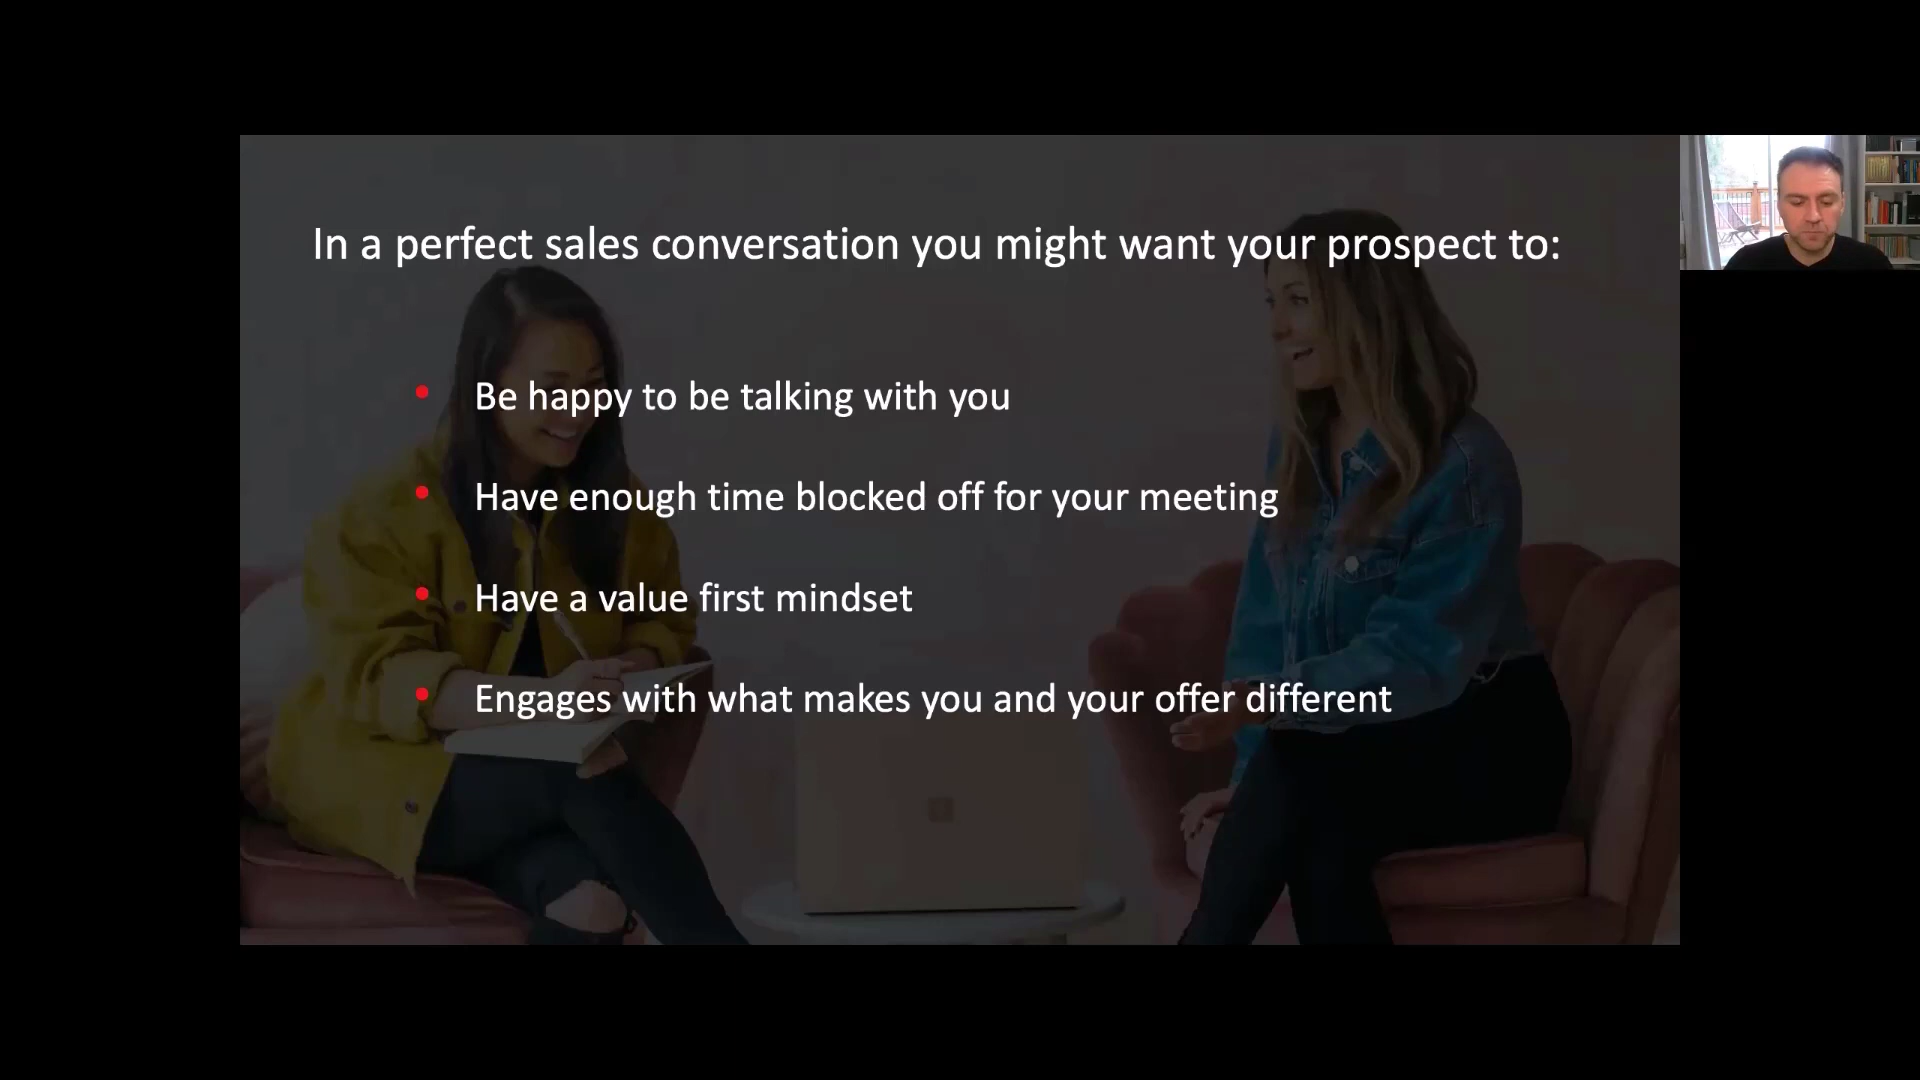 In a perfect sales conversation you might want your prospect to:
Be happy to be talking with you
Have enough time blocked off for your meeting
Have a value first mindset
Engages with what makes you and your offer different